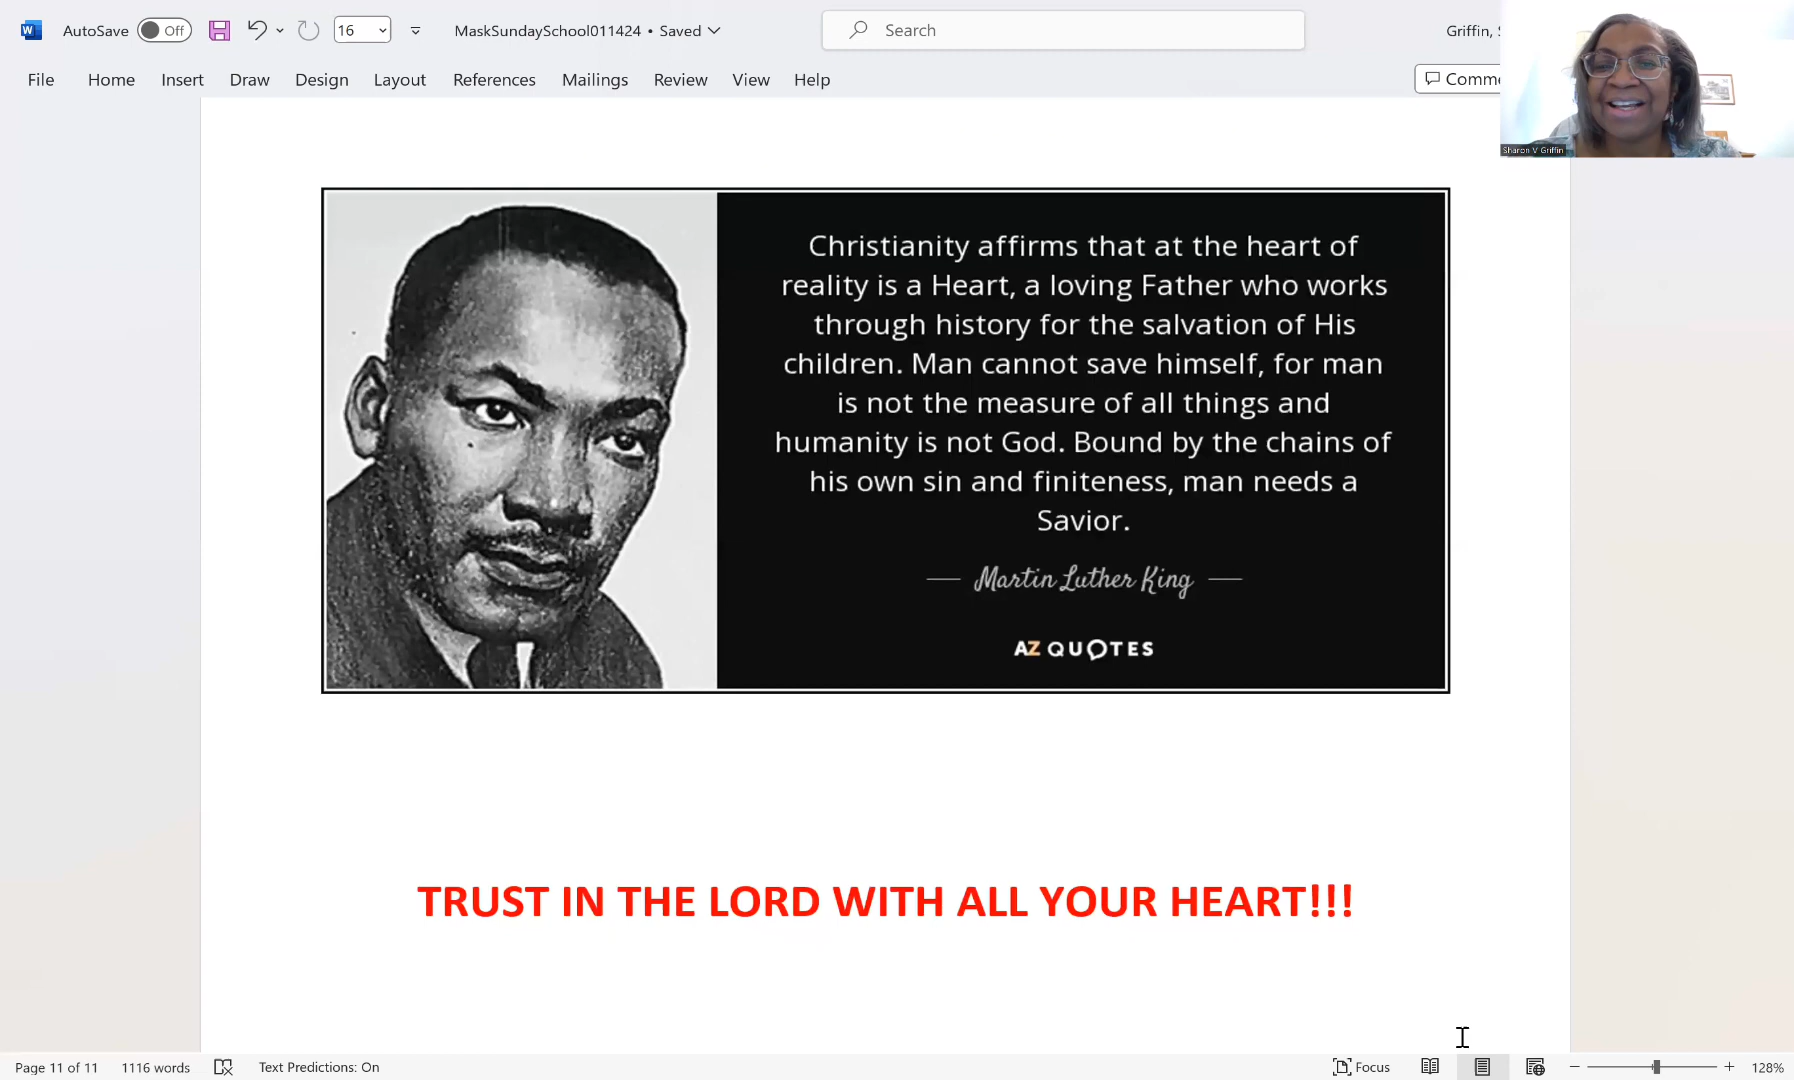 AutoSave Off 16 MaskSundaySchool011424 • Saved Search Griffin, S
File Home Insert Draw Design Layout References Mailings Review View Help Comme
Sharon V Griffin
Christianity affirms that at the heart of
reality is a Heart, a loving Father who works
through history for the salvation of His
children. Man cannot save himself, for man
is not the measure of all things and
humanity is not God. Bound by the chains of
his own sin and finiteness, man needs a
Savior.
Martin Luther King
AZ QUOTES
TRUST IN THE LORD WITH ALL YOUR HEART!!!
Page 11 of 11 1116 words Text Predictions: On Focus 128%